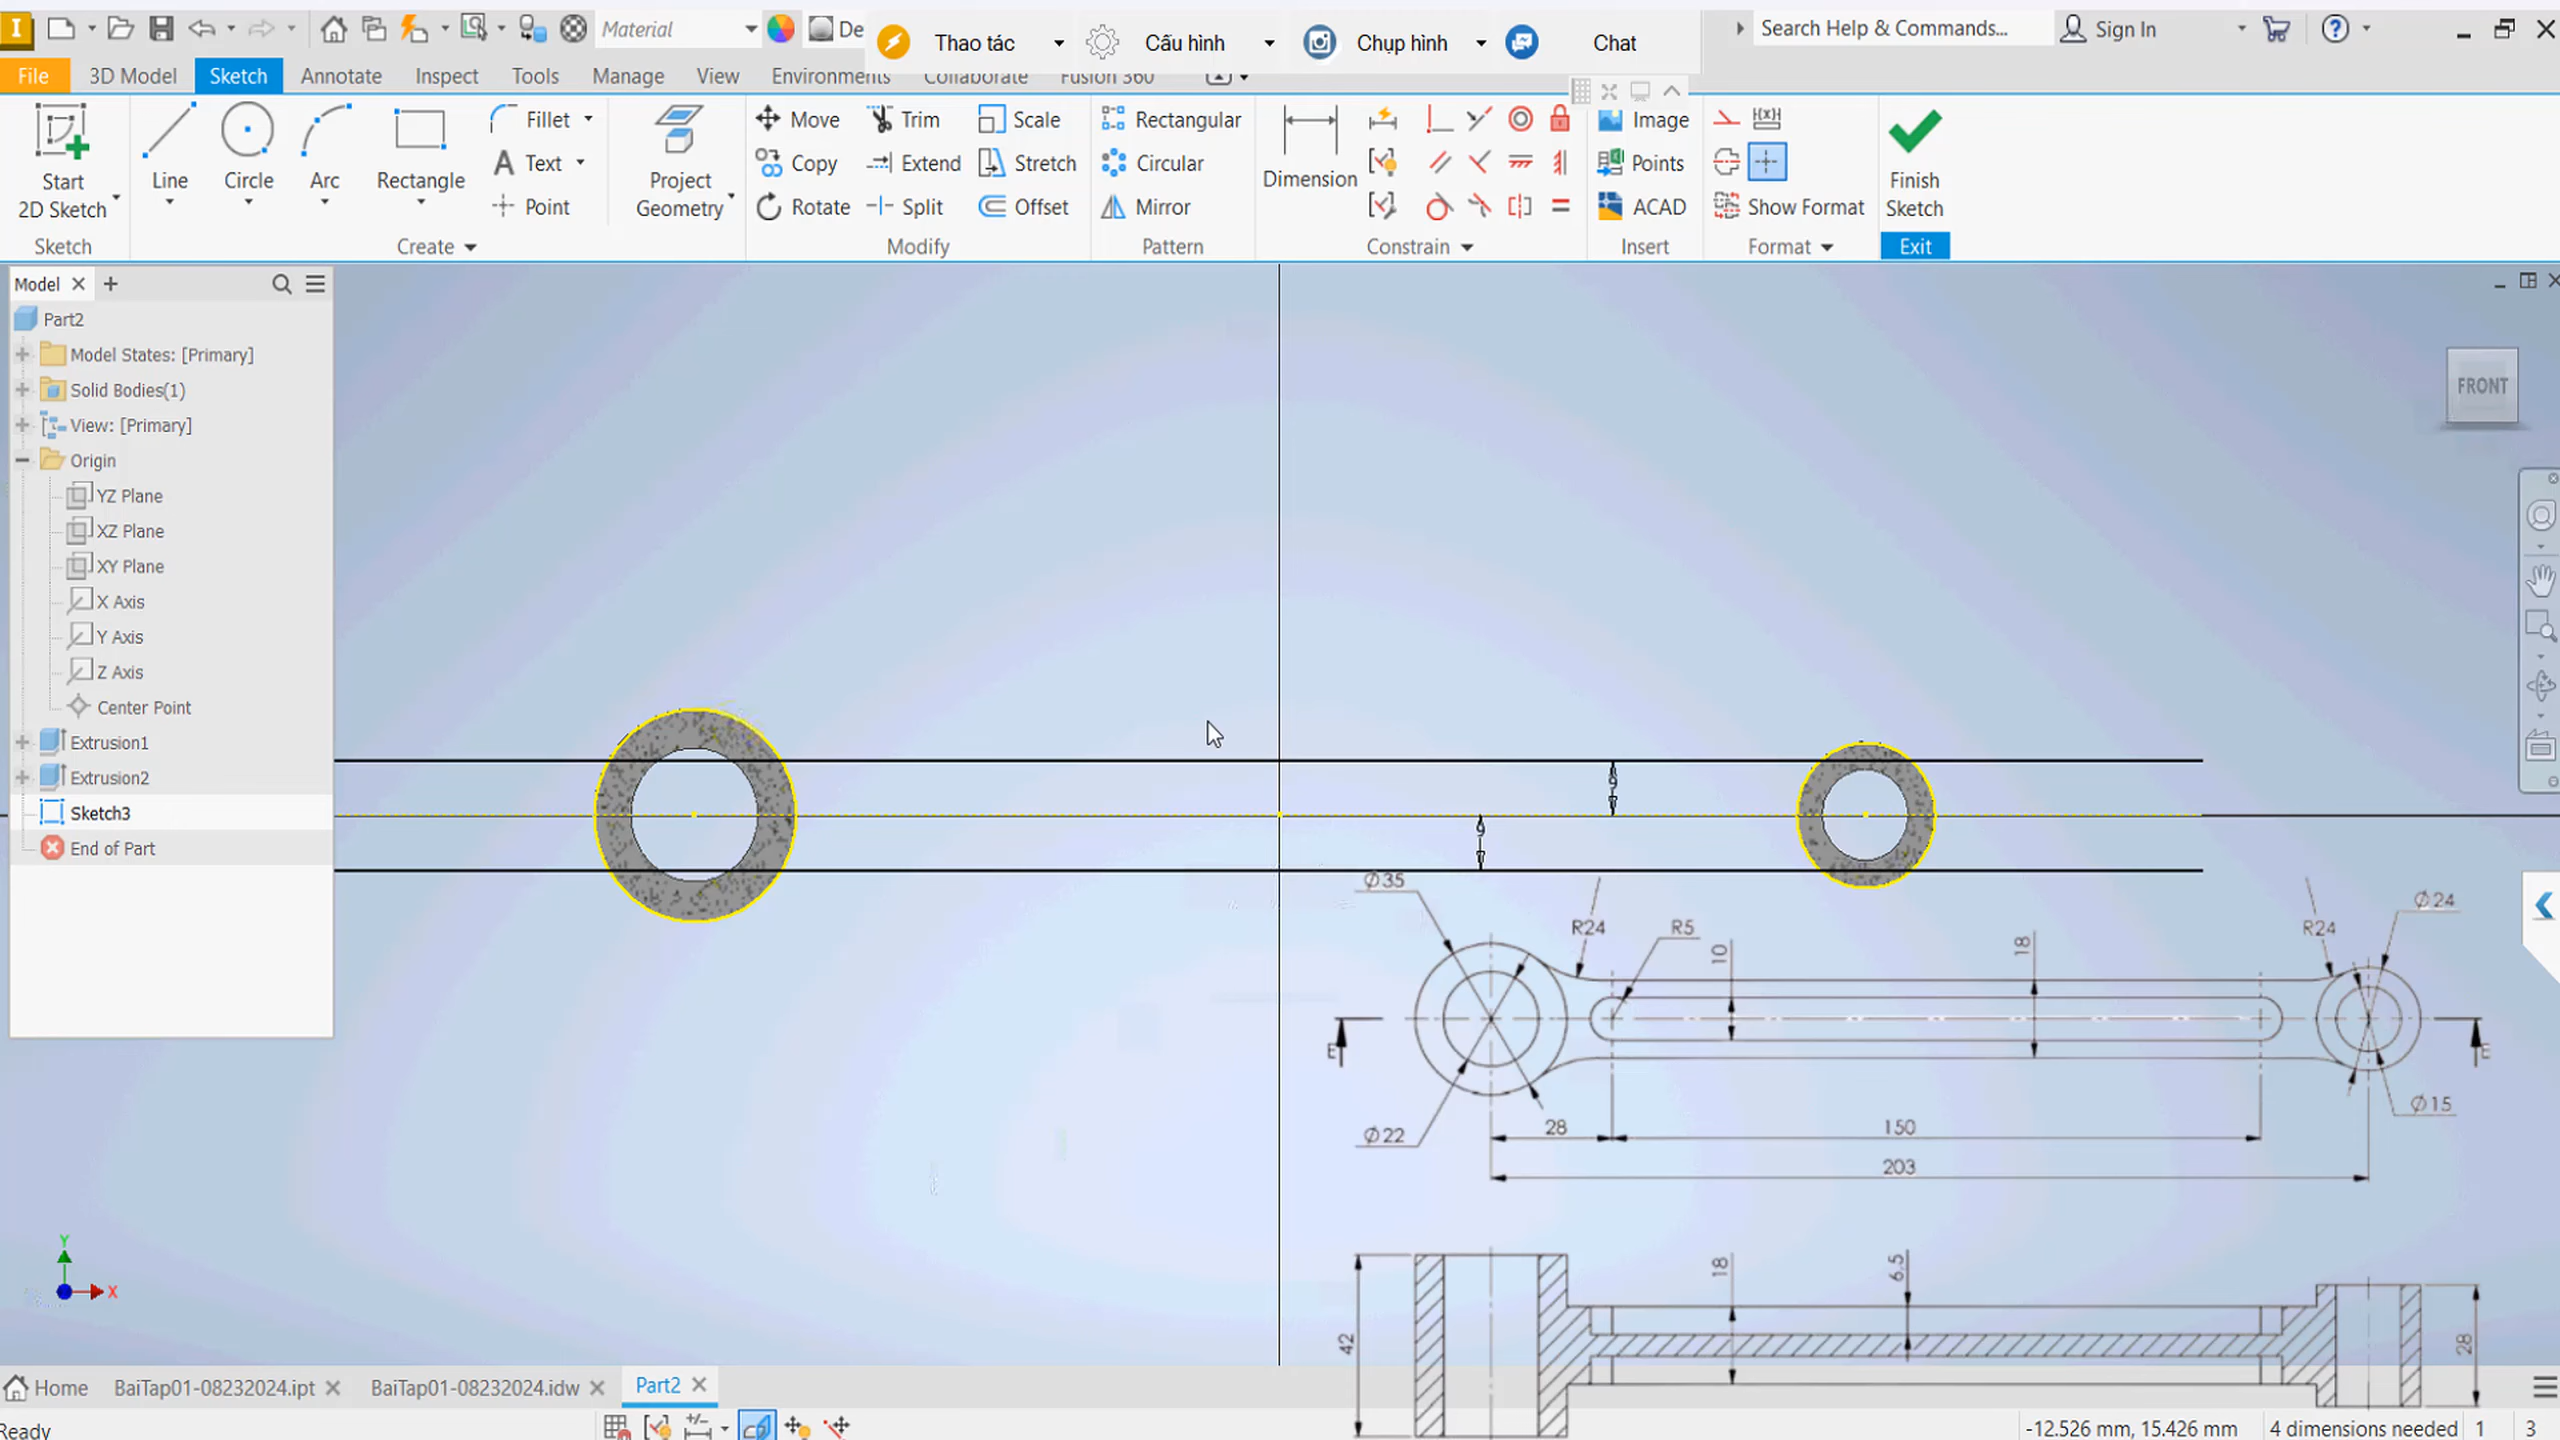 I
Material
De
Thao tác
Cấu hình
Chụp hình
Chat
Search Help & Commands...
Sign In
File
3D Model
Sketch
Annotate
Inspect
Tools
Manage
View
Environments
Collaborate
Fusion 360
Start
2D Sketch
Line
Circle
Arc
Rectangle
Fillet
Text
Point
Project
Geometry
Move
Copy
Rotate
Trim
Extend
Split
Scale
Stretch
Offset
Rectangular
Circular
Mirror
Dimension
Image
Points
ACAD
Show Format
Finish
Sketch
Sketch
Create
Modify
Pattern
Constrain
Insert
Format
Exit
Model
Part2
Model States: [Primary]
Solid Bodies(1)
View: [Primary]
Origin
YZ Plane
XZ Plane
XY Plane
X Axis
Y Axis
Z Axis
Center Point
Extrusion1
Extrusion2
Sketch3
End of Part
FRONT
9
9
Ø35
R24
R5
10
18
R24
Ø24
E
E
Ø22
28
150
Ø15
203
42
18
6.5
28
Y
X
Home
BaiTap01-08232024.ipt
BaiTap01-08232024.idw
Part2
Ready
-12.526 mm, 15.426 mm
4 dimensions needed
1
3